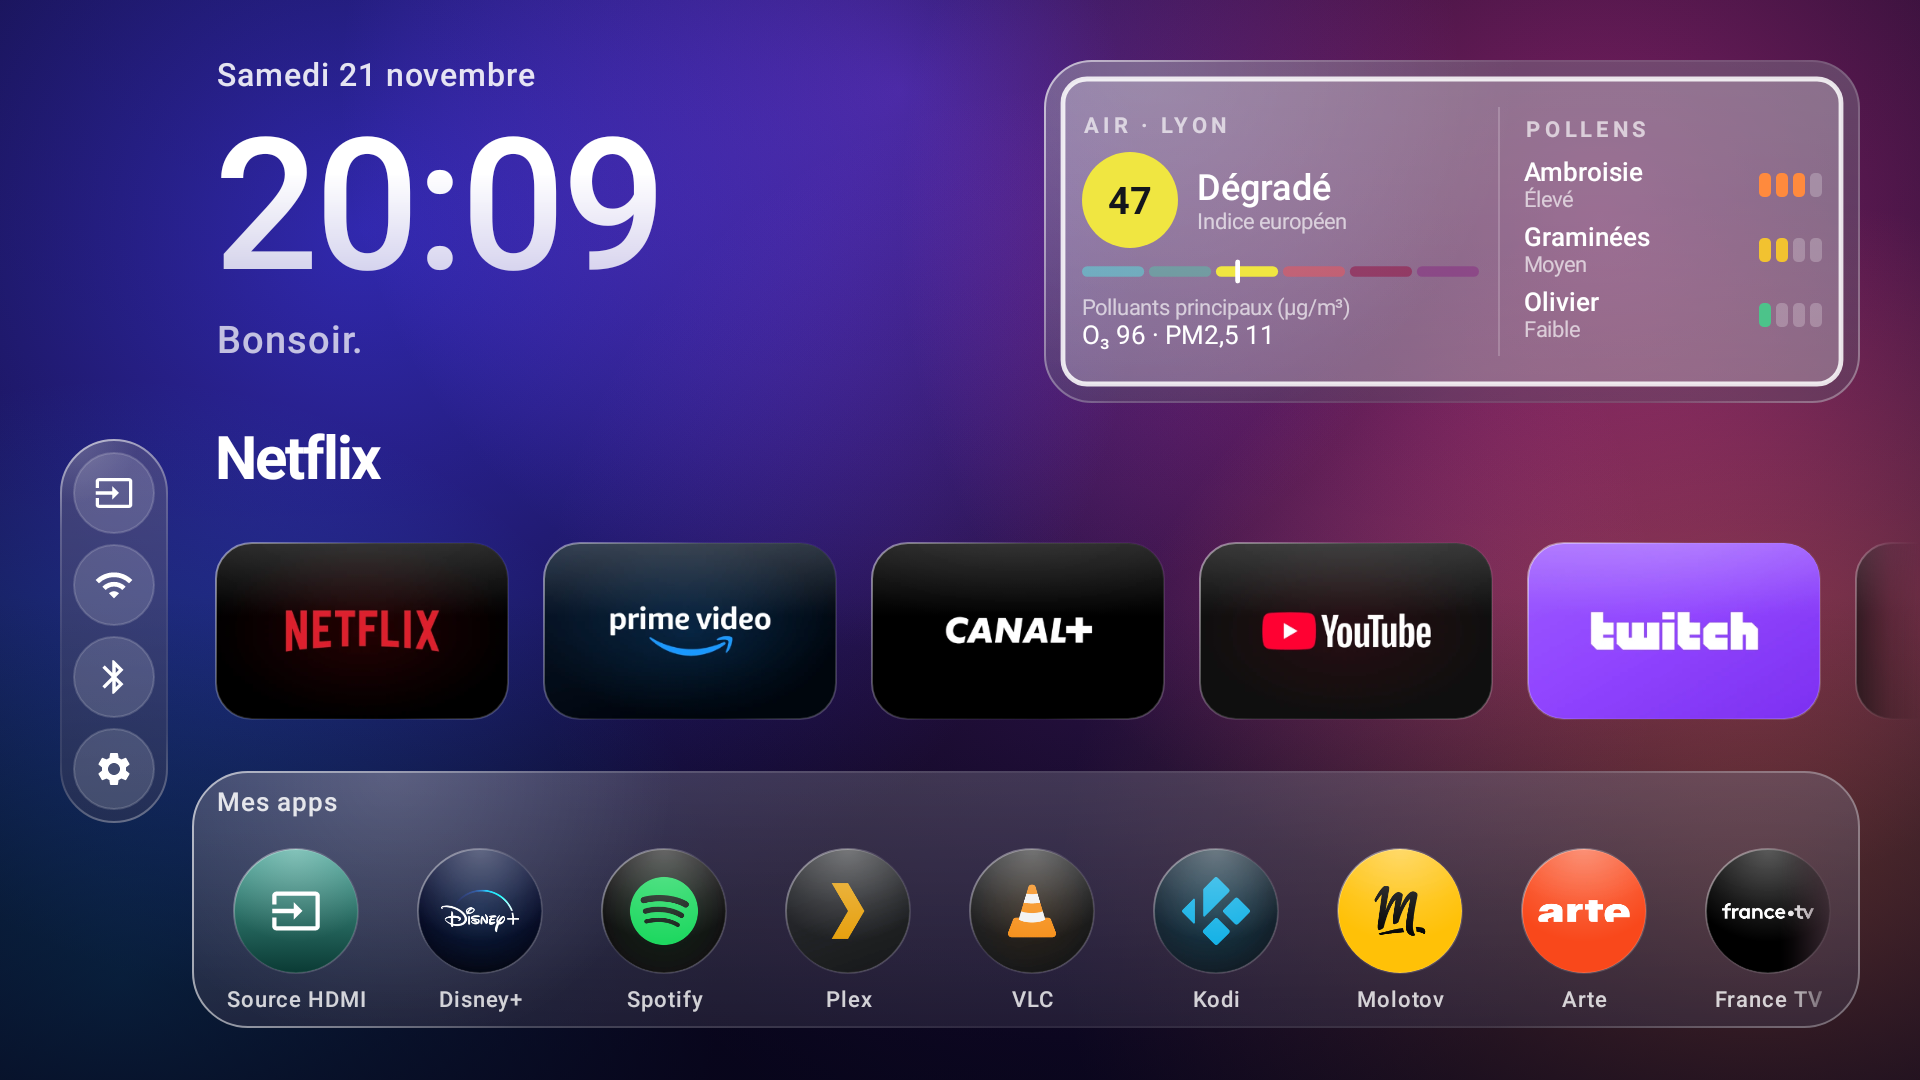 Samedi 21 novembre
20:09
Bonsoir.
AIR · LYON
47
Dégradé
Indice européen
Polluants principaux (µg/m³)
O₃ 96 · PM2,5 11
POLLENS
Ambroisie
Élevé
Graminées
Moyen
Olivier
Faible
Netflix
NETFLIX
prime video
CANAL+
YouTube
twitch
Mes apps
Disney+
M.
arte
france•tv
Source HDMI
Disney+
Spotify
Plex
VLC
Kodi
Molotov
Arte
France TV